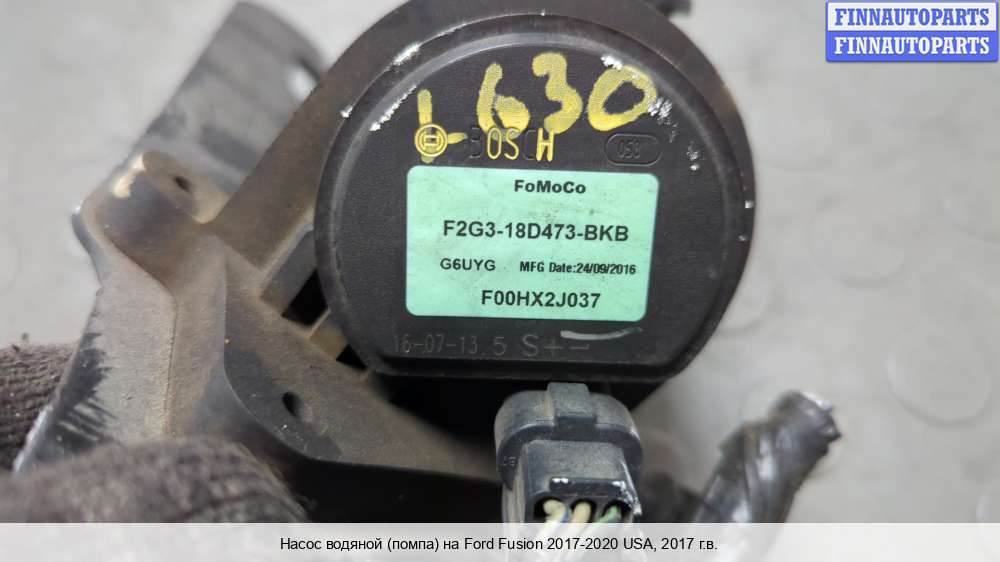 FINNAUTOPARTS
FINNAUTOPARTS
L630
BOSCH
058
FoMoCo
F2G3-18D473-BKB
G6UYG MFG Date:24/09/2016
F00HX2J037
16-07-13 5 S+-
Насос водяной (помпа) на Ford Fusion 2017-2020 USA, 2017 г.в.